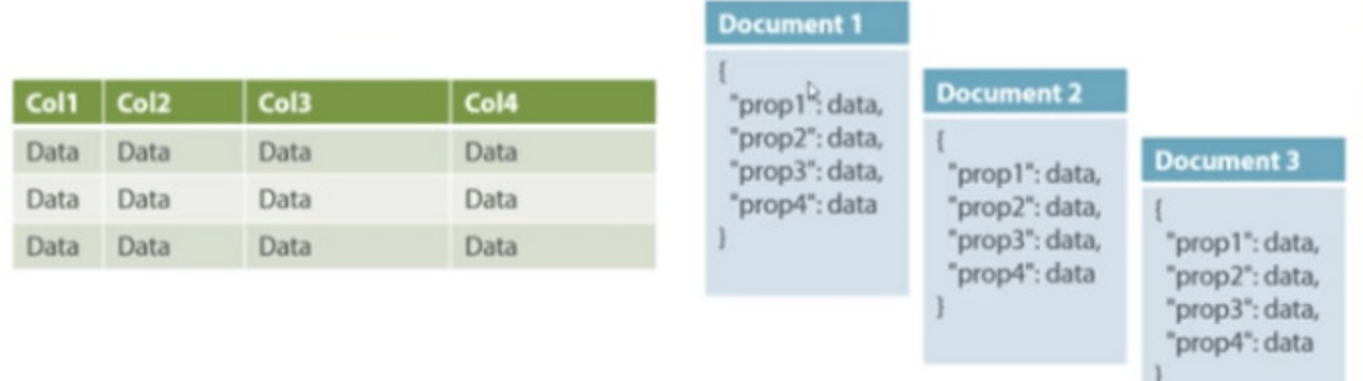 Col1 Col2 Col3 Col4
Data Data Data Data
Data Data Data Data
Data Data Data Data
Document 1
{
"prop1": data,
"prop2": data,
"prop3": data,
"prop4": data
}
Document 2
{
"prop1": data,
"prop2": data,
"prop3": data,
"prop4": data
}
Document 3
{
"prop1": data,
"prop2": data,
"prop3": data,
"prop4": data
}